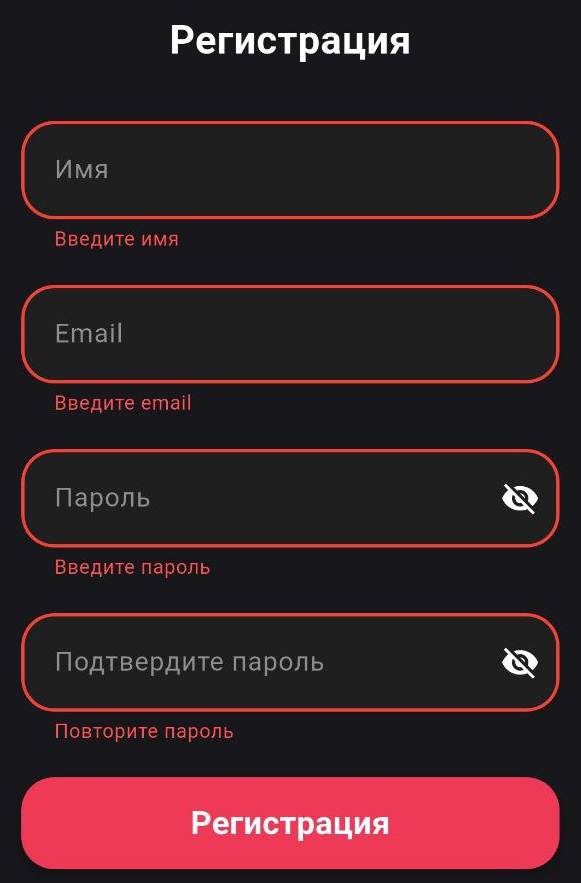 Регистрация
Имя
Введите имя
Email
Введите email
Пароль
Введите пароль
Подтвердите пароль
Повторите пароль
Регистрация